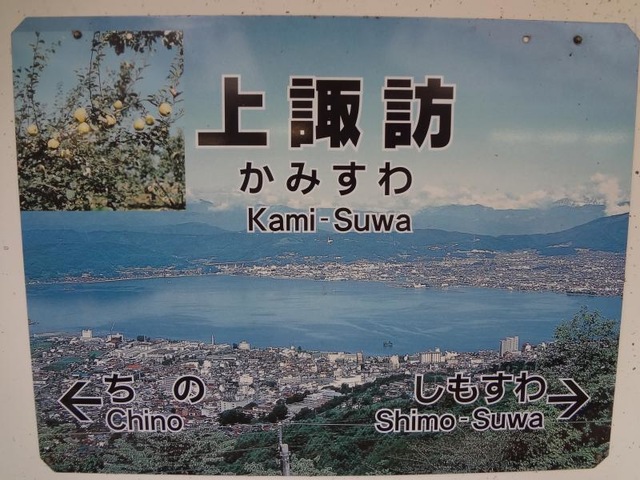 上諏訪
かみすわ
Kami-Suwa
← ちの
Chino
しもすわ →
Shimo-Suwa